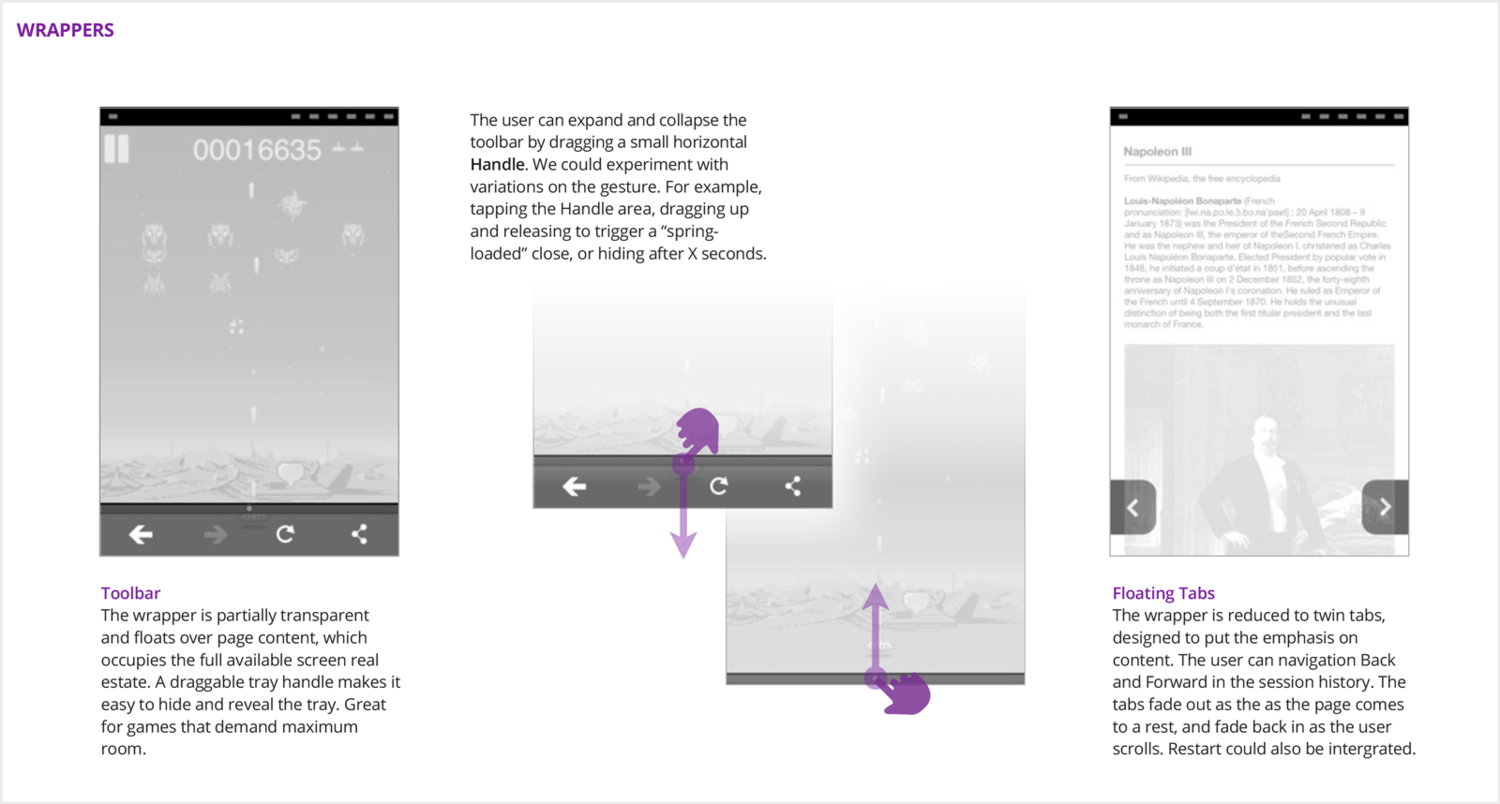 WRAPPERS
00016635
Toolbar
The wrapper is partially transparent
and floats over page content, which
occupies the full available screen real
estate. A draggable tray handle makes it
easy to hide and reveal the tray. Great
for games that demand maximum
room.
The user can expand and collapse the
toolbar by dragging a small horizontal
Handle. We could experiment with
variations on the gesture. For example,
tapping the Handle area, dragging up
and releasing to trigger a “spring-
loaded” close, or hiding after X seconds.
Napoleon III
From Wikipedia, the free encyclopedia
Louis-Napoléon Bonaparte (French
pronunciation: ; 20 April 1808 – 9
January 1873) was the President of the French Second Republic
and as Napoleon III, the emperor of theSecond French Empire.
He was the nephew and heir of Napoleon I, christened as Charles
Louis Napoléon Bonaparte. Elected President by popular vote in
1848, he initiated a coup d'état in 1851, before ascending the
throne as Napoleon III on 2 December 1852, the forty-eighth
anniversary of Napoleon I's coronation. He ruled as Emperor of
the French until 4 September 1870. He holds the unusual
distinction of being both the first titular president and the last
monarch of France.
Floating Tabs
The wrapper is reduced to twin tabs,
designed to put the emphasis on
content. The user can navigation Back
and Forward in the session history. The
tabs fade out as the as the page comes
to a rest, and fade back in as the user
scrolls. Restart could also be intergrated.